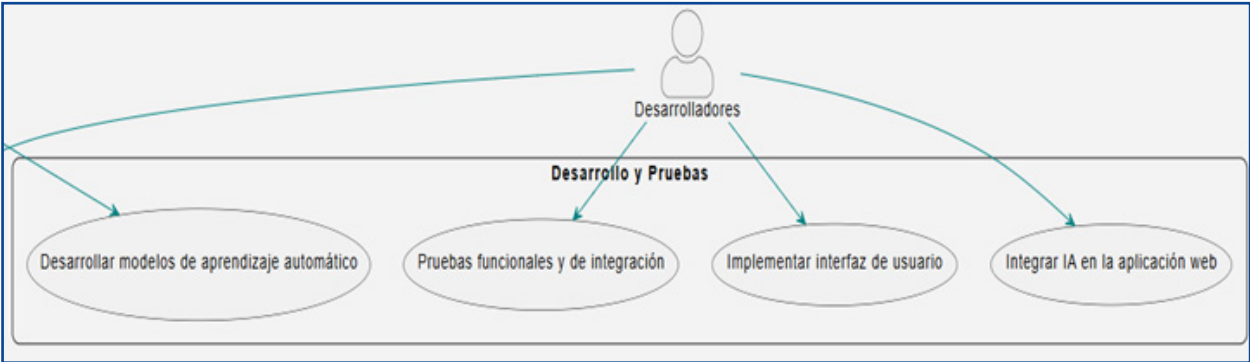 Desarrolladores
Desarrollo y Pruebas
Desarrollar modelos de aprendizaje automático
Pruebas funcionales y de integración
Implementar interfaz de usuario
Integrar IA en la aplicación web